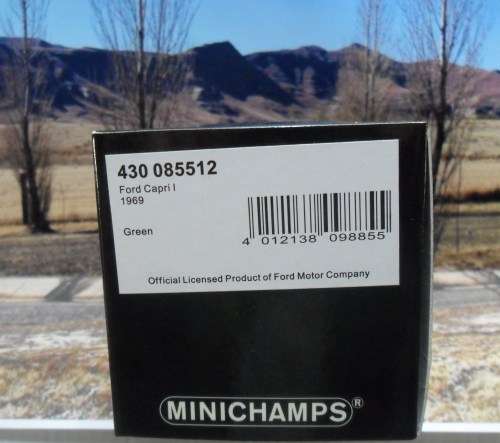 430 085512
Ford Capri I
1969
Green
4 012138 098855
Official Licensed Product of Ford Motor Company
MINICHAMPS®